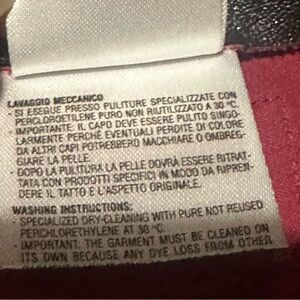 LAVAGGIO MECCANICO
- SI ESEGUE PRESSO PULITURE SPECIALIZZATE CON
PERCLOROETILENE PURO NON RIUTILIZZATO A 30 °C.
- IMPORTANTE: IL CAPO DEVE ESSERE PULITO SINGO-
LARMENTE PERCHÉ EVENTUALI PERDITE DI COLORE
DA ALTRI CAPI POTREBBERO MACCHIARE O OMBREG-
GIARE LA PELLE.
- DOPO LA PULITURA LA PELLE DOVRÀ ESSERE RITRAT-
TATA CON PRODOTTI SPECIFICI IN MODO DA RIPREN-
DERE IL TATTO E L'ASPETTO ORIGINALE.
WASHING INSTRUCTIONS:
- SPECIALIZED DRY-CLEANING WITH PURE NOT REUSED
PERCHLORETHYLENE AT 30 °C.
- IMPORTANT: THE GARMENT MUST BE CLEANED ON
ITS OWN BECAUSE ANY DYE LOSS FROM OTHER